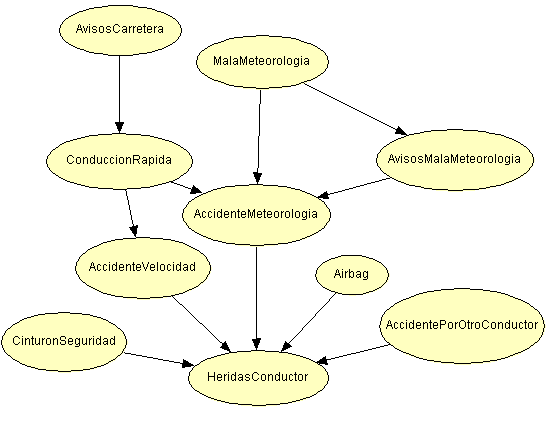 AvisosCarretera
MalaMeteorologia
ConduccionRapida
AvisosMalaMeteorologia
AccidenteMeteorologia
AccidenteVelocidad
Airbag
AccidentePorOtroConductor
CinturonSeguridad
HeridasConductor